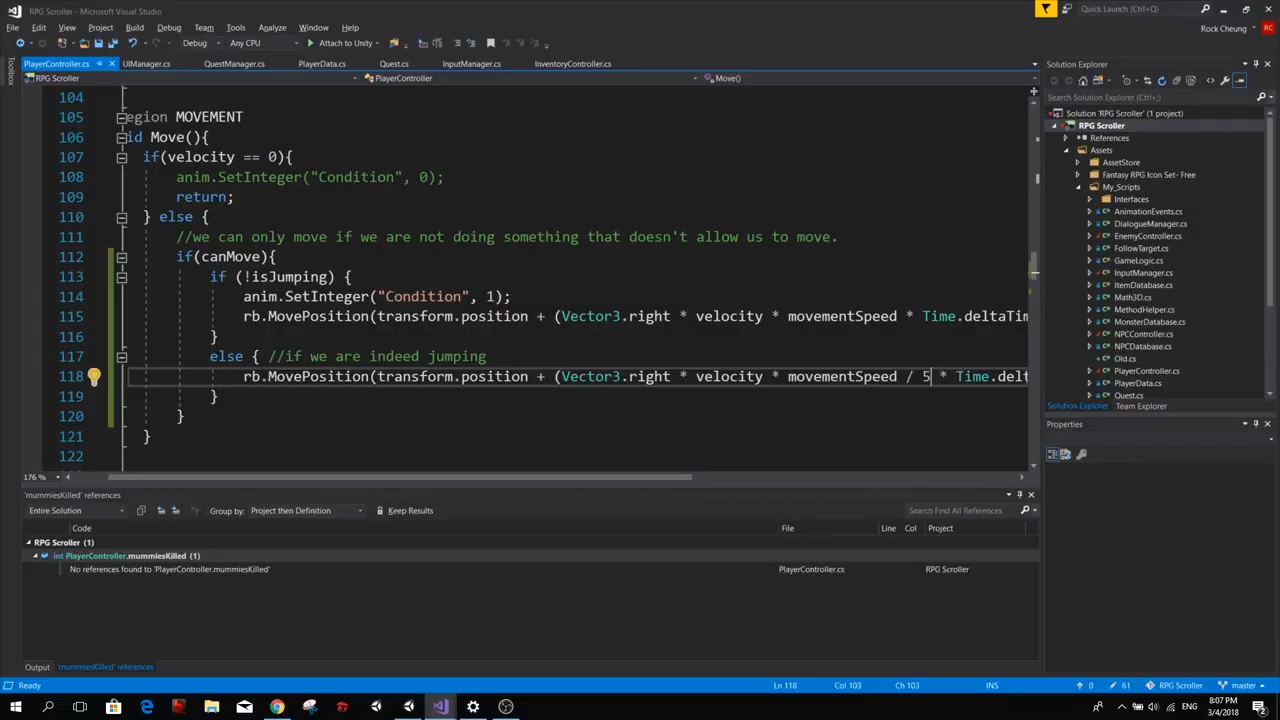 RPG Scroller - Microsoft Visual Studio
Quick Launch (Ctrl+Q)
File Edit View Project Build Debug Team Tools Analyze Window Help
Rock Cheung RC
Debug Any CPU Attach to Unity
Toolbox
PlayerController.cs UIManager.cs QuestManager.cs PlayerData.cs Quest.cs InputManager.cs InventoryController.cs
RPG Scroller PlayerController Move()
104
105 egion MOVEMENT
106 id Move(){
107 if(velocity == 0){
108 anim.SetInteger("Condition", 0);
109 return;
110 } else {
111 //we can only move if we are not doing something that doesn't allow us to move.
112 if(canMove){
113 if (!isJumping) {
114 anim.SetInteger("Condition", 1);
115 rb.MovePosition(transform.position + (Vector3.right * velocity * movementSpeed * Time.deltaTim
116 }
117 else { //if we are indeed jumping
118 rb.MovePosition(transform.position + (Vector3.right * velocity * movementSpeed / 5 * Time.delt
119 }
120 }
121 }
122
176 %
Solution Explorer
Search Solution Explorer (Ctrl+;)
Solution 'RPG Scroller' (1 project)
RPG Scroller
References
Assets
AssetStore
Fantasy RPG Icon Set- Free
My_Scripts
Interfaces
AnimationEvents.cs
DialogueManager.cs
EnemyController.cs
FollowTarget.cs
GameLogic.cs
InputManager.cs
ItemDatabase.cs
Math3D.cs
MethodHelper.cs
MonsterDatabase.cs
NPCController.cs
NPCDatabase.cs
Old.cs
PlayerController.cs
PlayerData.cs
Quest.cs
Solution Explorer Team Explorer
Properties
'mummiesKilled' references
Entire Solution Group by: Project then Definition Keep Results Search Find All References
Code File Line Col Project
RPG Scroller (1)
int PlayerController.mummiesKilled (1)
No references found to 'PlayerController.mummiesKilled' PlayerController.cs RPG Scroller
Output 'mummiesKilled' references
Ready Ln 118 Col 103 Ch 103 INS 0 61 RPG Scroller master
ENG 8:07 PM
3/4/2018
2